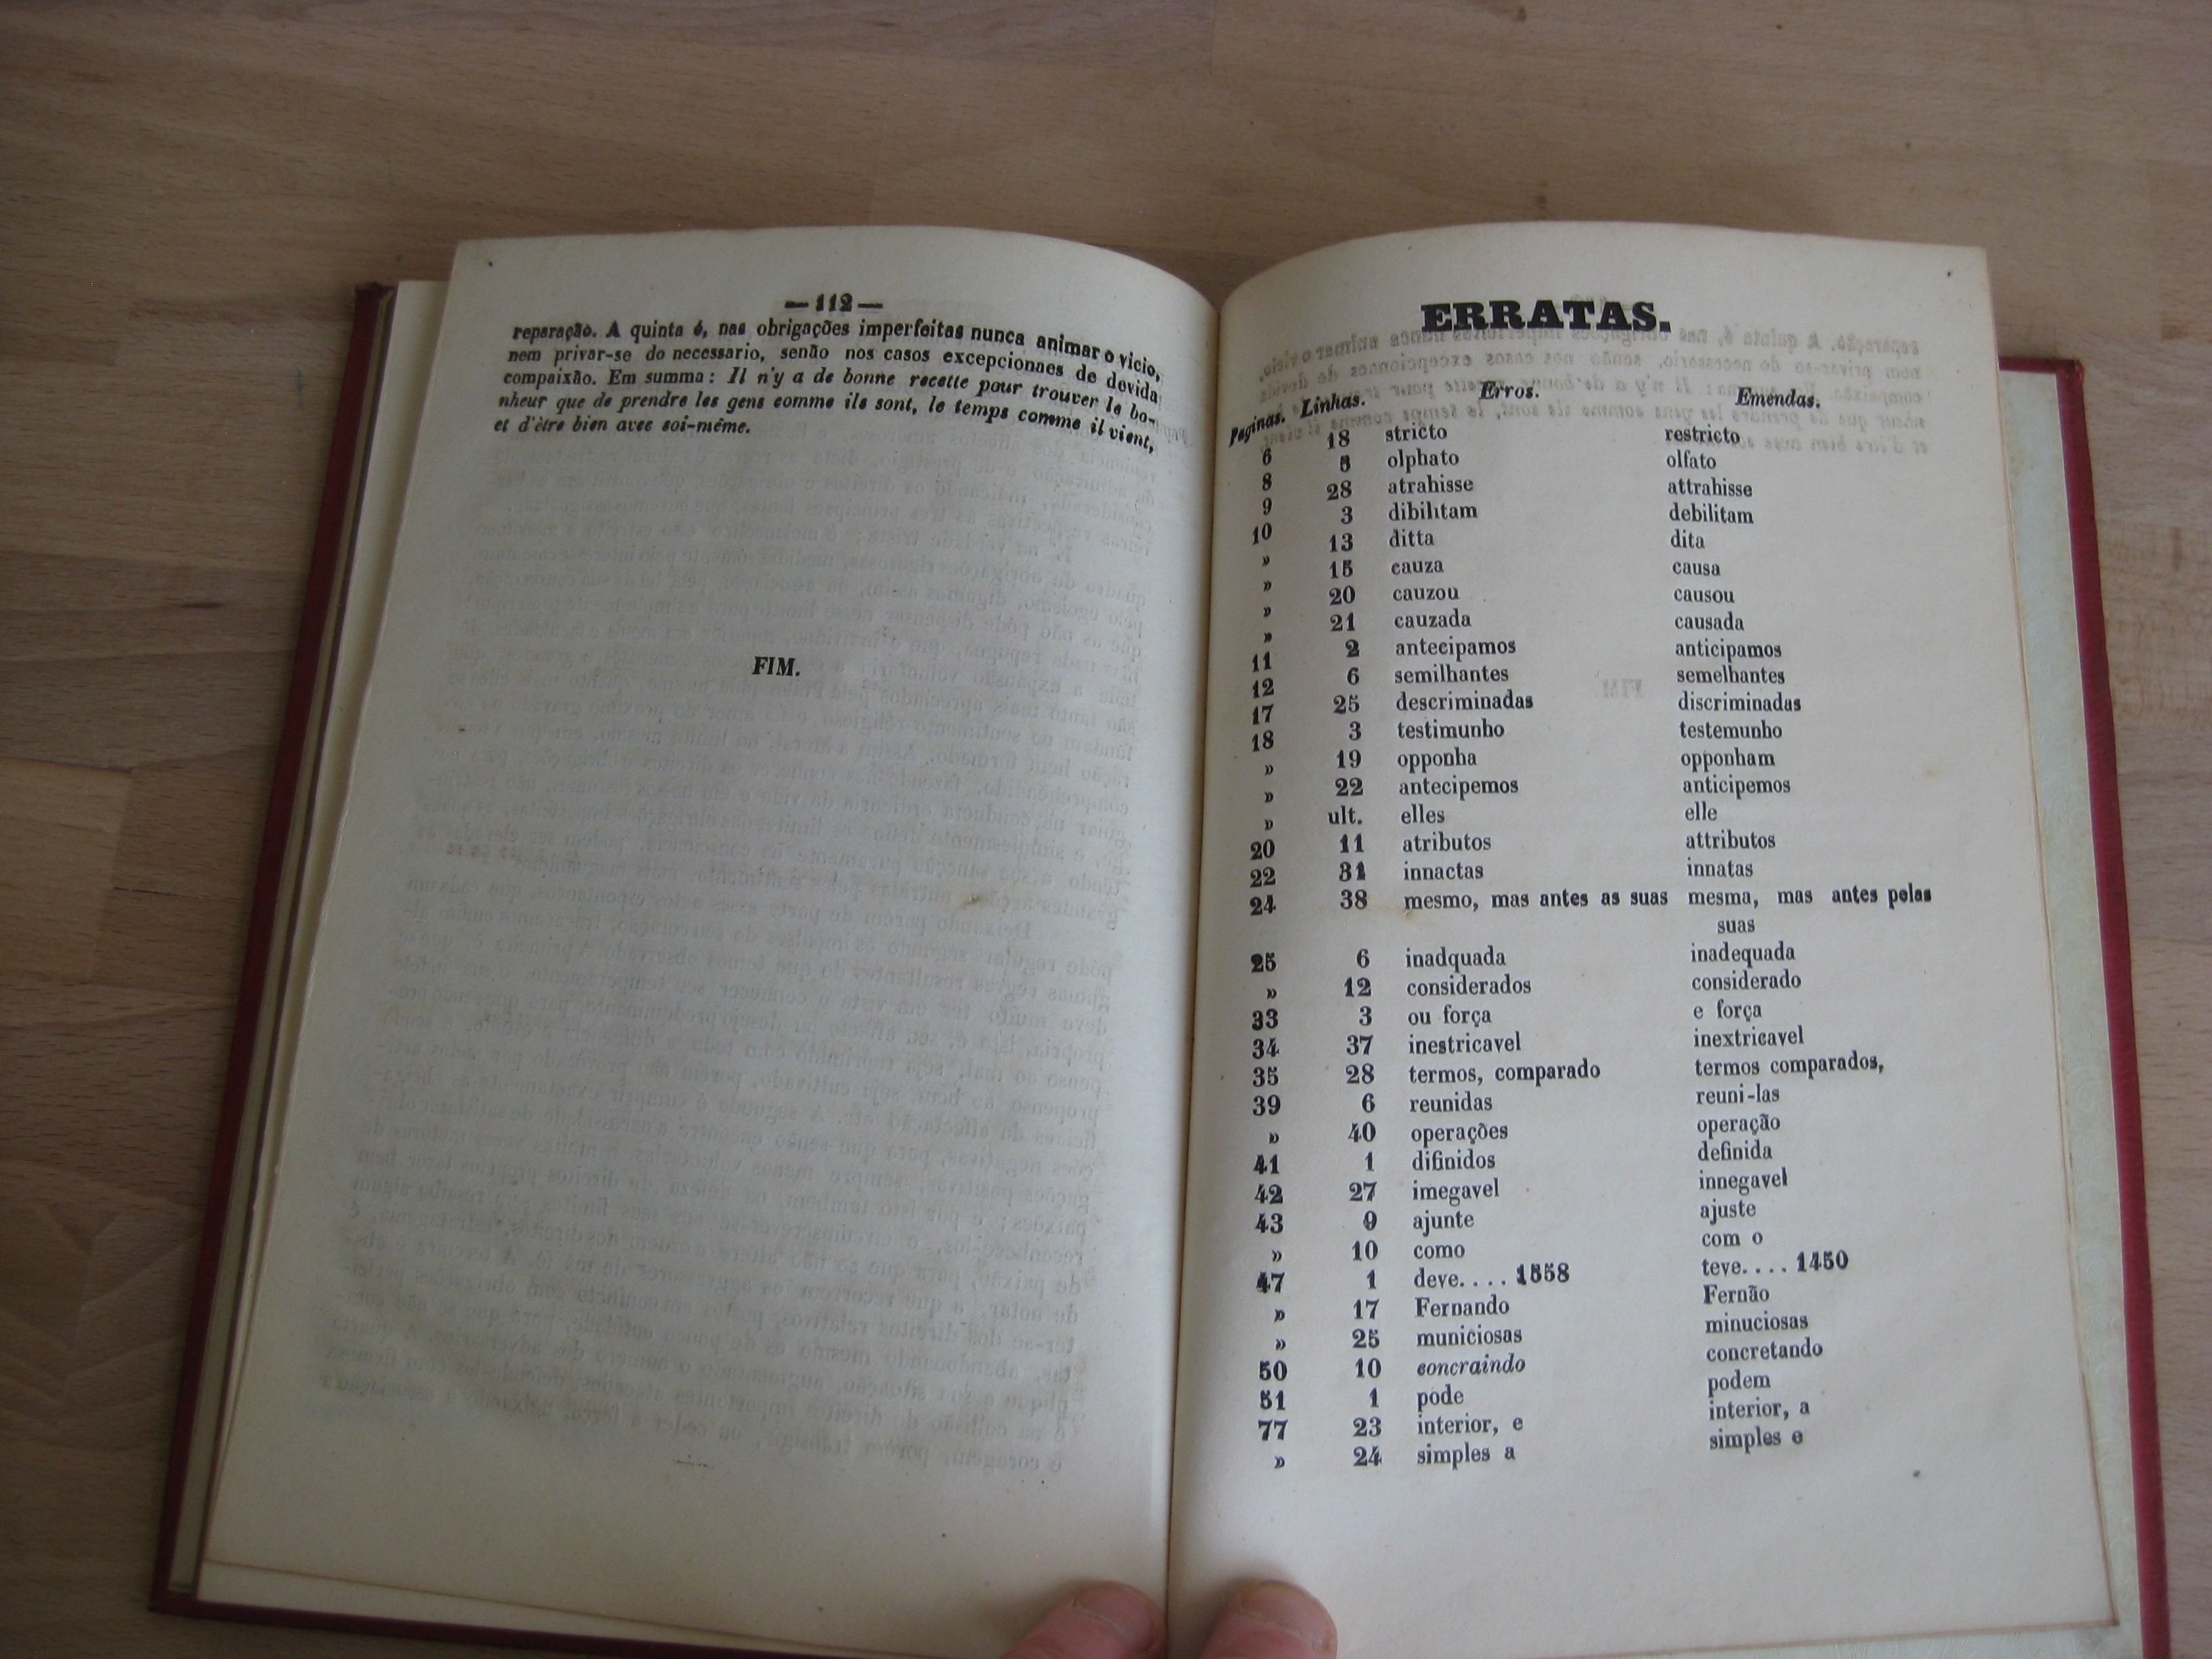 — 112 —
reparação. A quinta é, nas obrigações imperfeitas nunca animar o vicio,
nem privar-se do necessario, senão nos casos excepcionaes de devida
compaixão. Em summa: Il n'y a de bonne recette pour trouver le bo-
nheur que de prendre les gens comme ils sont, le temps comme il vient,
et d'être bien avec soi-même.
FIM.
ERRATAS.
Paginas. Linhas. Erros. Emendas.
6 18 stricto restricto
8 5 olphato olfato
9 28 atrahisse attrahisse
10 3 dibilitam debilitam
» 13 ditta dita
» 15 cauza causa
» 20 cauzou causou
» 21 cauzada causada
11 2 antecipamos anticipamos
12 6 semilhantes semelhantes
17 25 descriminadas discriminadas
18 3 testimunho testemunho
» 19 opponha opponham
» 22 antecipemos anticipemos
» ult. elles elle
20 11 atributos attributos
22 31 innactas innatas
24 38 mesmo, mas antes as suas mesma, mas antes pelas
suas
25 6 inadquada inadequada
» 12 considerados considerado
33 3 ou força e força
34 37 inestricavel inextricavel
35 28 termos, comparado termos comparados,
39 6 reunidas reuni-las
» 40 operações operação
41 1 difinidos definida
42 27 imegavel innegavel
43 9 ajunte ajuste
» 10 como com o
47 1 deve.... 1558 teve.... 1450
» 17 Fernando Fernão
» 25 municiosas minuciosas
50 10 concraindo concretando
51 1 pode podem
77 23 interior, e interior, a
» 24 simples a simples e